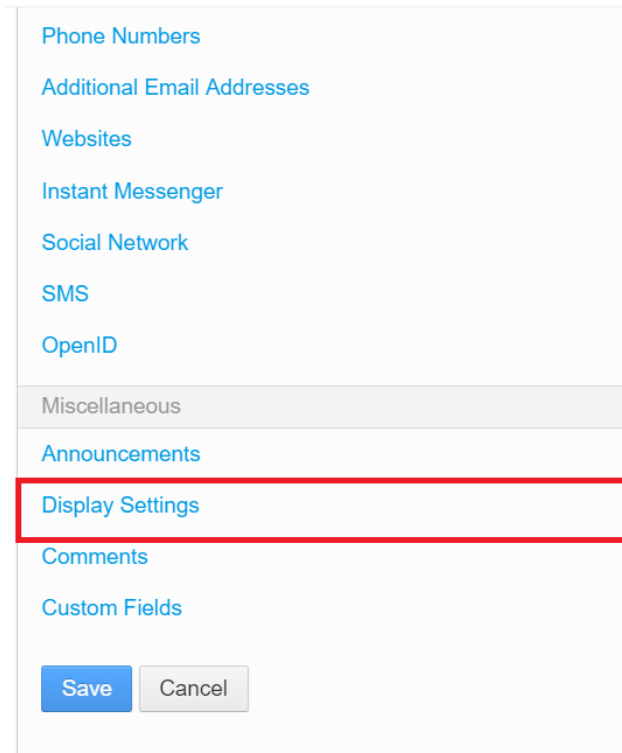 Phone Numbers
Additional Email Addresses
Websites
Instant Messenger
Social Network
SMS
OpenID
Miscellaneous
Announcements
Display Settings
Comments
Custom Fields
Save Cancel